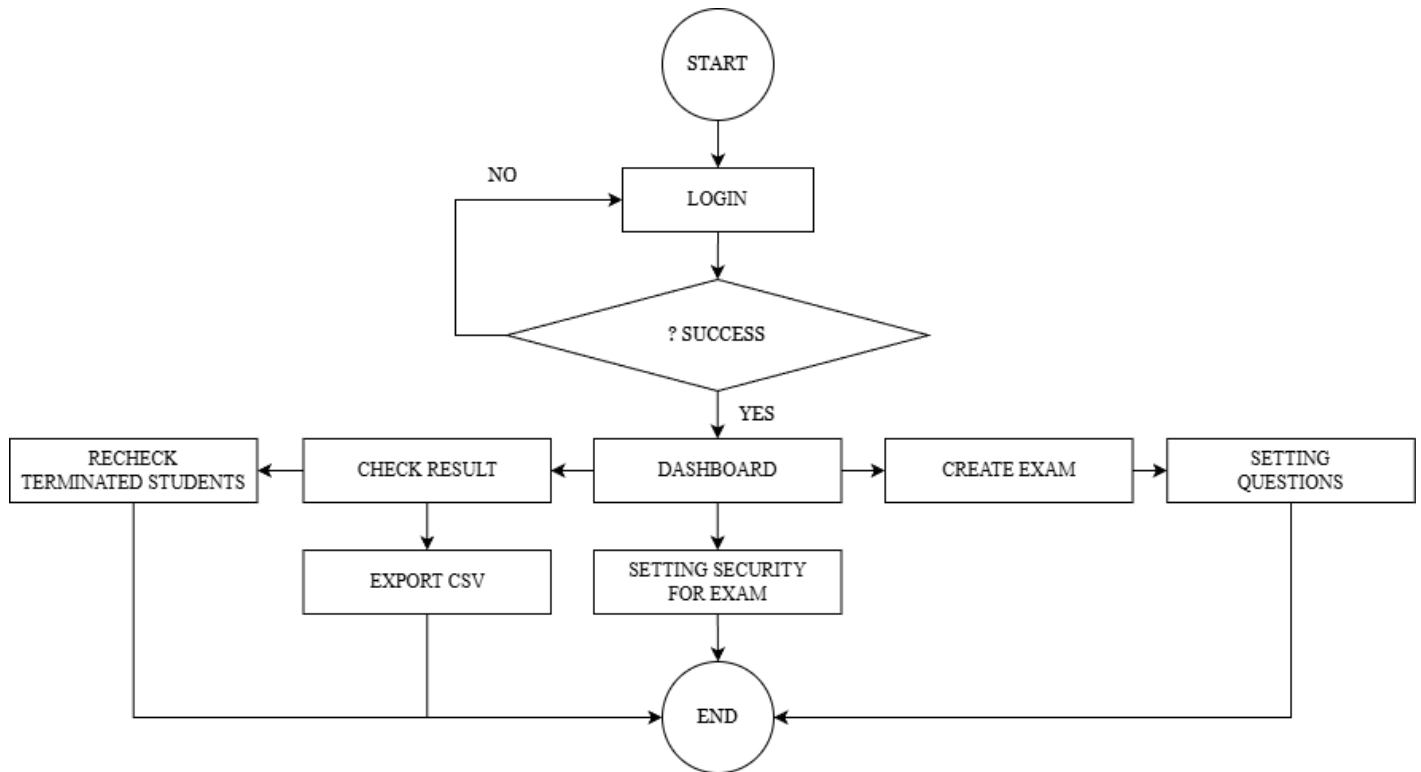 START
NO
LOGIN
? SUCCESS
YES
RECHECK
TERMINATED STUDENTS
CHECK RESULT
DASHBOARD
CREATE EXAM
SETTING
QUESTIONS
EXPORT CSV
SETTING SECURITY
FOR EXAM
END